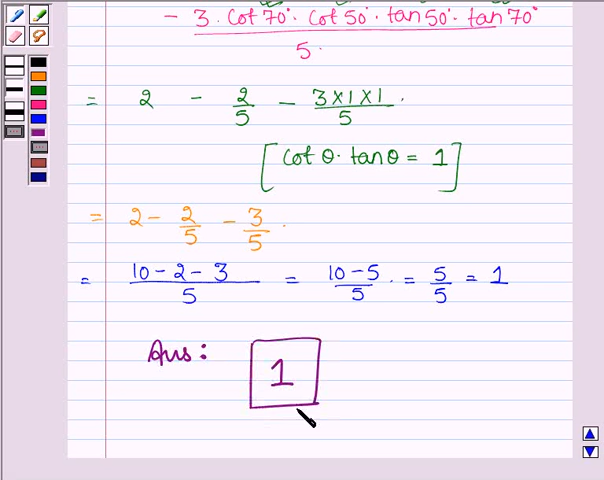 - 3. cot 70°. cot 50°. tan 50°. tan 70°
5.
= 2 - 2/5 - 3×1×1/5.
[cot θ. tan θ = 1]
= 2 - 2/5 - 3/5.
= 10-2-3/5 = 10-5/5. = 5/5 = 1
Ans: 1